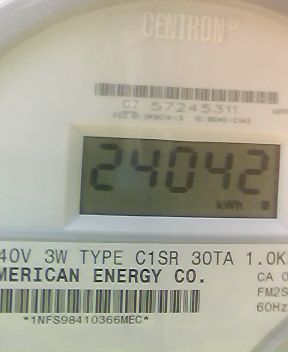 CENTRON®
C7 57245311
24042
kWh
40V 3W TYPE C1SR 30TA 1.0K
MERICAN ENERGY CO.
CA 0
FM2S
60Hz
*1NFS98410366MEC*